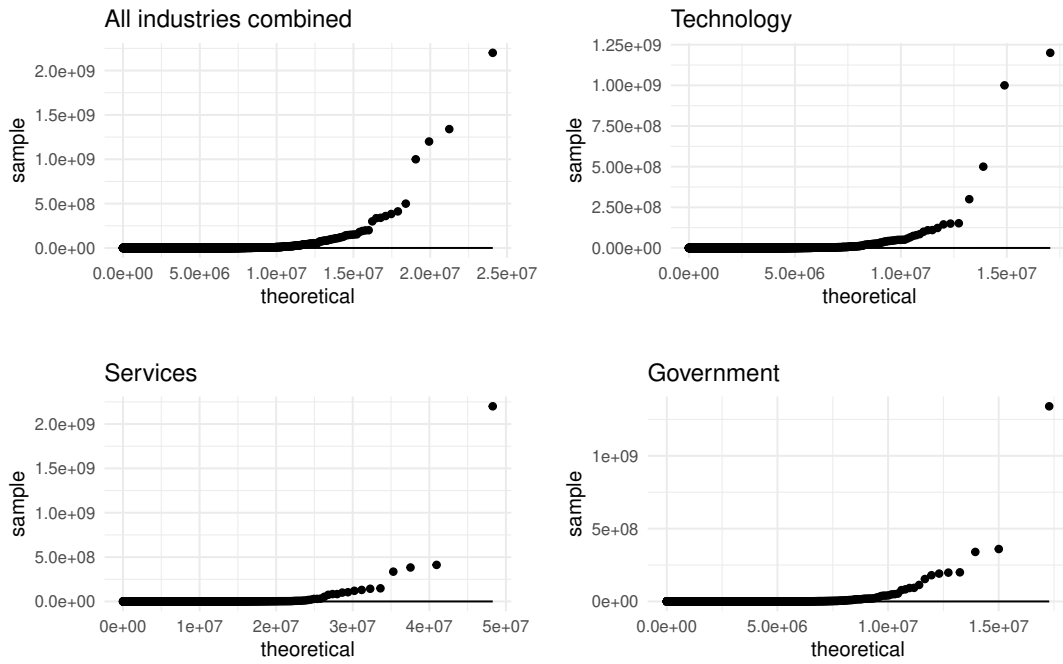 All industries combined
sample
2.0e+09
1.5e+09
1.0e+09
5.0e+08
0.0e+00
0.0e+00 5.0e+06 1.0e+07 1.5e+07 2.0e+07 2.5e+07
theoretical
Technology
sample
1.25e+09
1.00e+09
7.50e+08
5.00e+08
2.50e+08
0.00e+00
0.0e+00 5.0e+06 1.0e+07 1.5e+07
theoretical
Services
sample
2.0e+09
1.5e+09
1.0e+09
5.0e+08
0.0e+00
0e+00 1e+07 2e+07 3e+07 4e+07 5e+07
theoretical
Government
sample
1e+09
5e+08
0e+00
0.0e+00 5.0e+06 1.0e+07 1.5e+07
theoretical